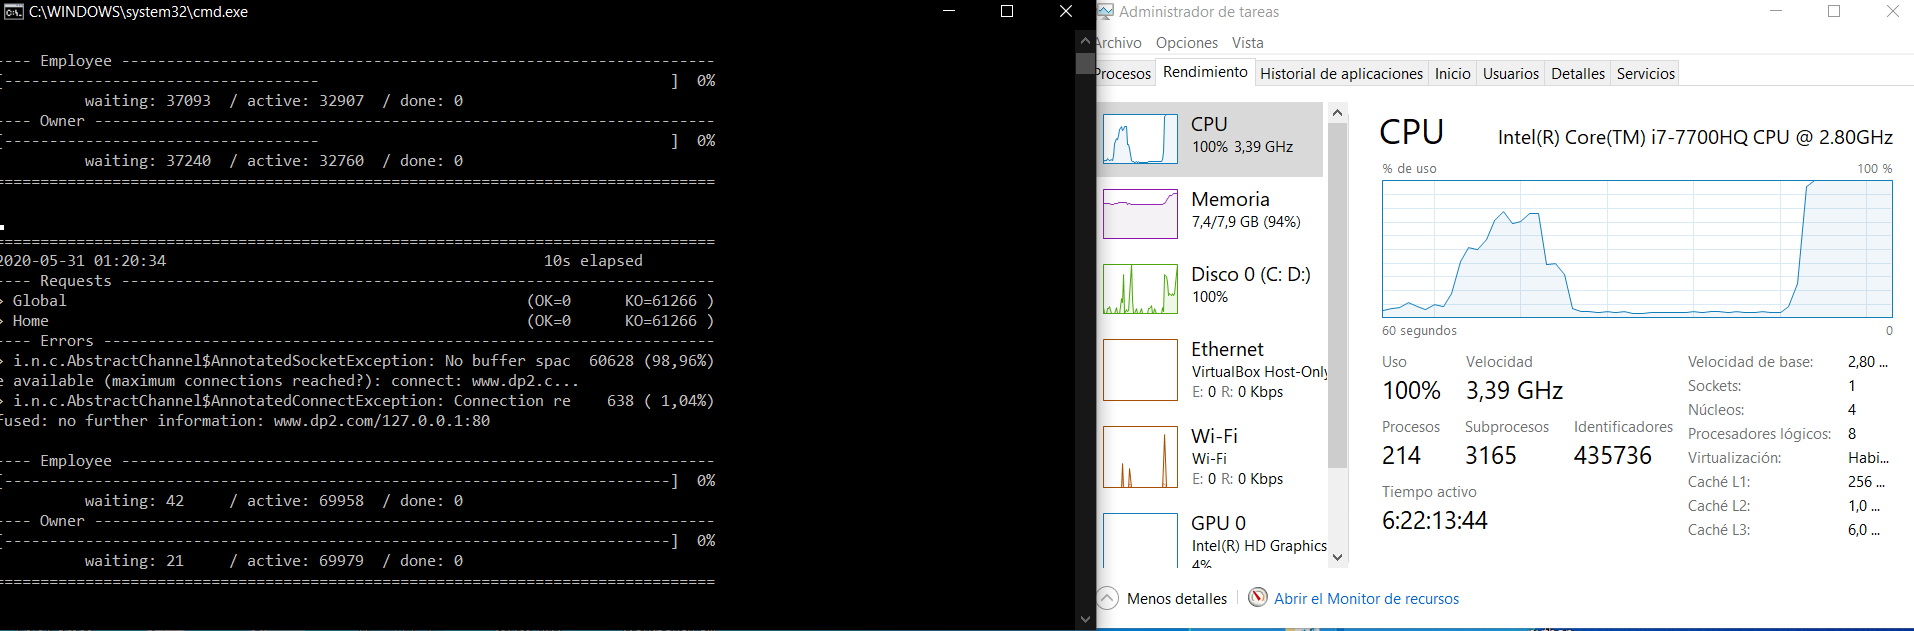 C:\WINDOWS\system32\cmd.exe
---- Employee ------------------------------------------------------------------
[-----------------------------------                                       ]  0%
waiting: 37093  / active: 32907  / done: 0
---- Owner ---------------------------------------------------------------------
[-----------------------------------                                       ]  0%
waiting: 37240  / active: 32760  / done: 0
================================================================================
================================================================================
2020-05-31 01:20:34                                          10s elapsed
---- Requests ------------------------------------------------------------------
> Global                                                   (OK=0      KO=61266 )
> Home                                                     (OK=0      KO=61266 )
---- Errors --------------------------------------------------------------------
> i.n.c.AbstractChannel$AnnotatedSocketException: No buffer spac  60628 (98,96%)
e available (maximum connections reached?): connect: www.dp2.c...
> i.n.c.AbstractChannel$AnnotatedConnectException: Connection re    638 ( 1,04%)
fused: no further information: www.dp2.com/127.0.0.1:80
---- Employee ------------------------------------------------------------------
[--------------------------------------------------------------------------]  0%
waiting: 42     / active: 69958  / done: 0
---- Owner ---------------------------------------------------------------------
[--------------------------------------------------------------------------]  0%
waiting: 21     / active: 69979  / done: 0
================================================================================
Administrador de tareas
Archivo Opciones Vista
Procesos Rendimiento Historial de aplicaciones Inicio Usuarios Detalles Servicios
CPU
100% 3,39 GHz
Memoria
7,4/7,9 GB (94%)
Disco 0 (C: D:)
100%
Ethernet
VirtualBox Host-Only
E: 0 R: 0 Kbps
Wi-Fi
Wi-Fi
E: 0 R: 0 Kbps
GPU 0
Intel(R) HD Graphics
4%
CPU Intel(R) Core(TM) i7-7700HQ CPU @ 2.80GHz
% de uso 100 %
60 segundos 0
Uso Velocidad
100% 3,39 GHz
Procesos Subprocesos Identificadores
214 3165 435736
Tiempo activo
6:22:13:44
Velocidad de base: 2,80 ...
Sockets: 1
Núcleos: 4
Procesadores lógicos: 8
Virtualización: Habi...
Caché L1: 256 ...
Caché L2: 1,0 ...
Caché L3: 6,0 ...
Menos detalles Abrir el Monitor de recursos